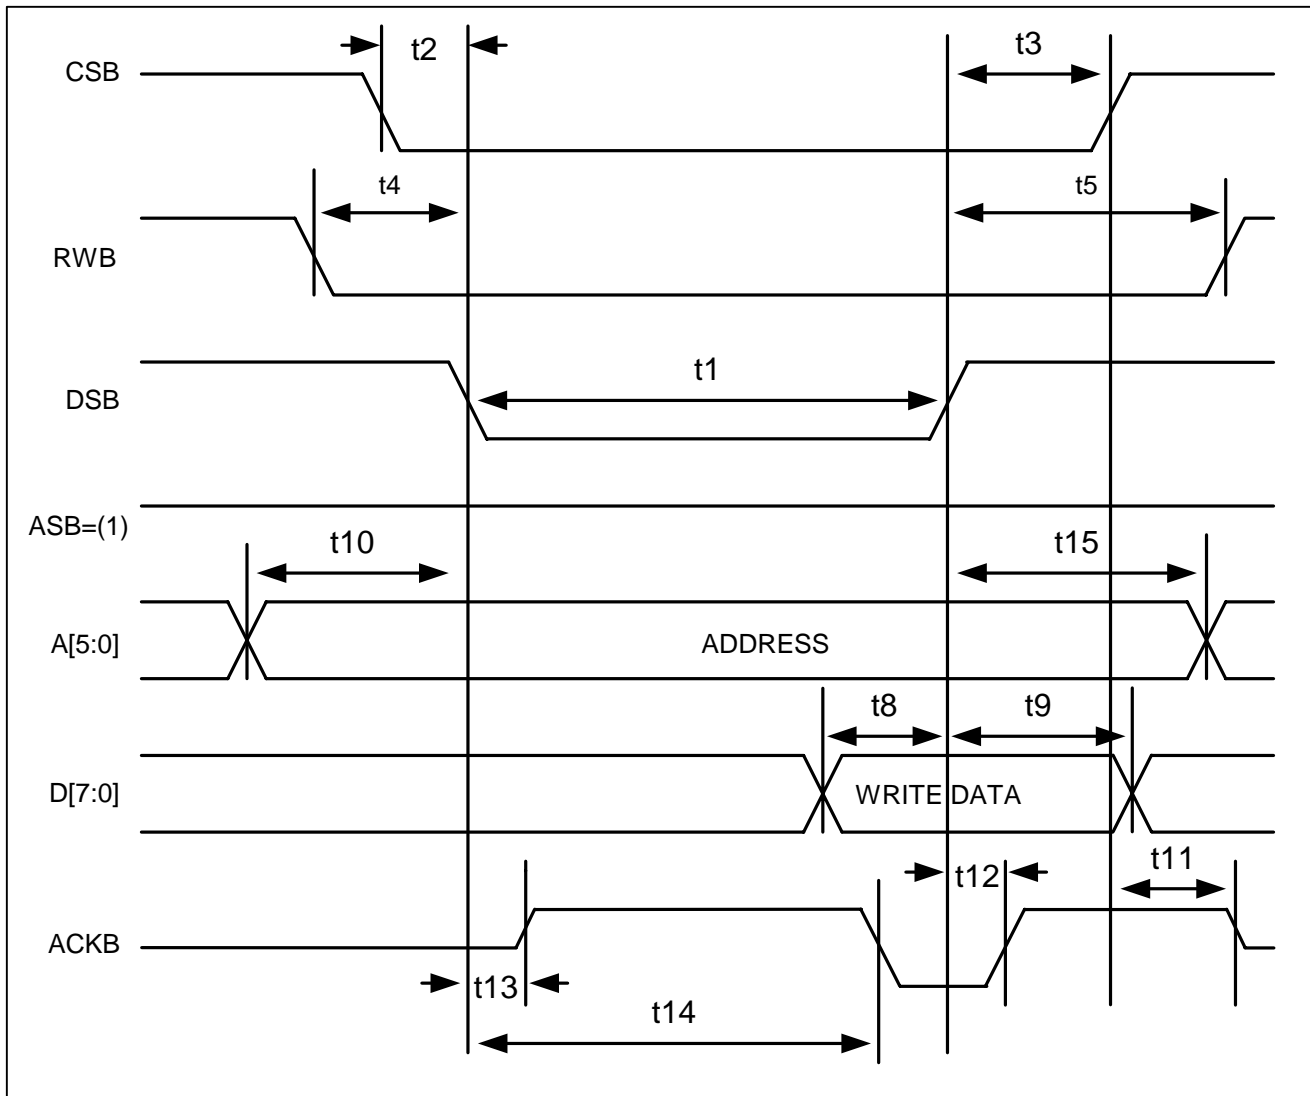 t2
t3
CSB
t4
t5
RWB
t1
DSB
ASB=(1)
t10
t15
A[5:0]
ADDRESS
t8
t9
D[7:0]
WRITE DATA
t12
t11
ACKB
t13
t14